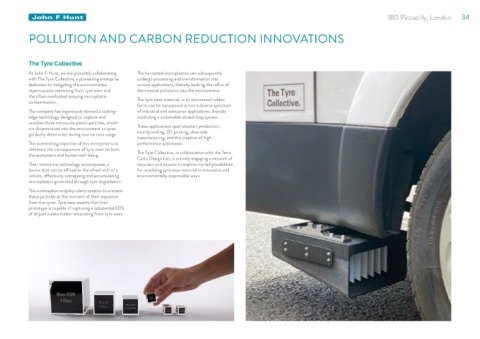 John F Hunt
180 Piccadilly, London 34
POLLUTION AND CARBON REDUCTION INNOVATIONS
The Tyre Collective
At John F. Hunt, we are presently collaborating
with The Tyre Collective, a pioneering enterprise
dedicated to mitigating the environmental
repercussions stemming from tyre wear and
the often overlooked ensuing microplastic
contamination.
The company has ingeniously devised a cutting-
edge technology designed to capture and
reutilise these minuscule plastic particles, which
are disseminated into the environment as tyres
gradually deteriorate during routine road usage.
The overarching objective of this enterprise is to
eliminate the consequences of tyre wear on both
the ecosystem and human well-being.
Their innovative technology encompasses a
device that can be affixed to the wheel arch of a
vehicle, effectively entrapping and accumulating
microplastics generated through tyre degradation.
This contraption employs electrostatics to ensnare
these particles at the moment of their expulsion
from the tyres. Tyre wear asserts that their
prototype is capable of capturing a substantial 60%
of all particulate matter emanating from tyre wear.
The harvested microplastics can subsequently
undergo processing and transformation into
various applications, thereby tackling the influx of
detrimental pollutants into the environment.
The tyre wear material, in its micronised rubber
form, can be repurposed across a diverse spectrum
of industrial and consumer applications, thereby
instituting a sustainable closed-loop system.
These applications span bitumen production,
soundproofing, 3D printing, shoe sole
manufacturing, and the creation of high-
performance activewear.
The Tyre Collective, in collaboration with the Terra
Carta Design Lab, is actively engaging a network of
recyclers and experts to explore myriad possibilities
for reutilising tyre wear material in innovative and
environmentally responsible ways.
The Tyre
Collective.